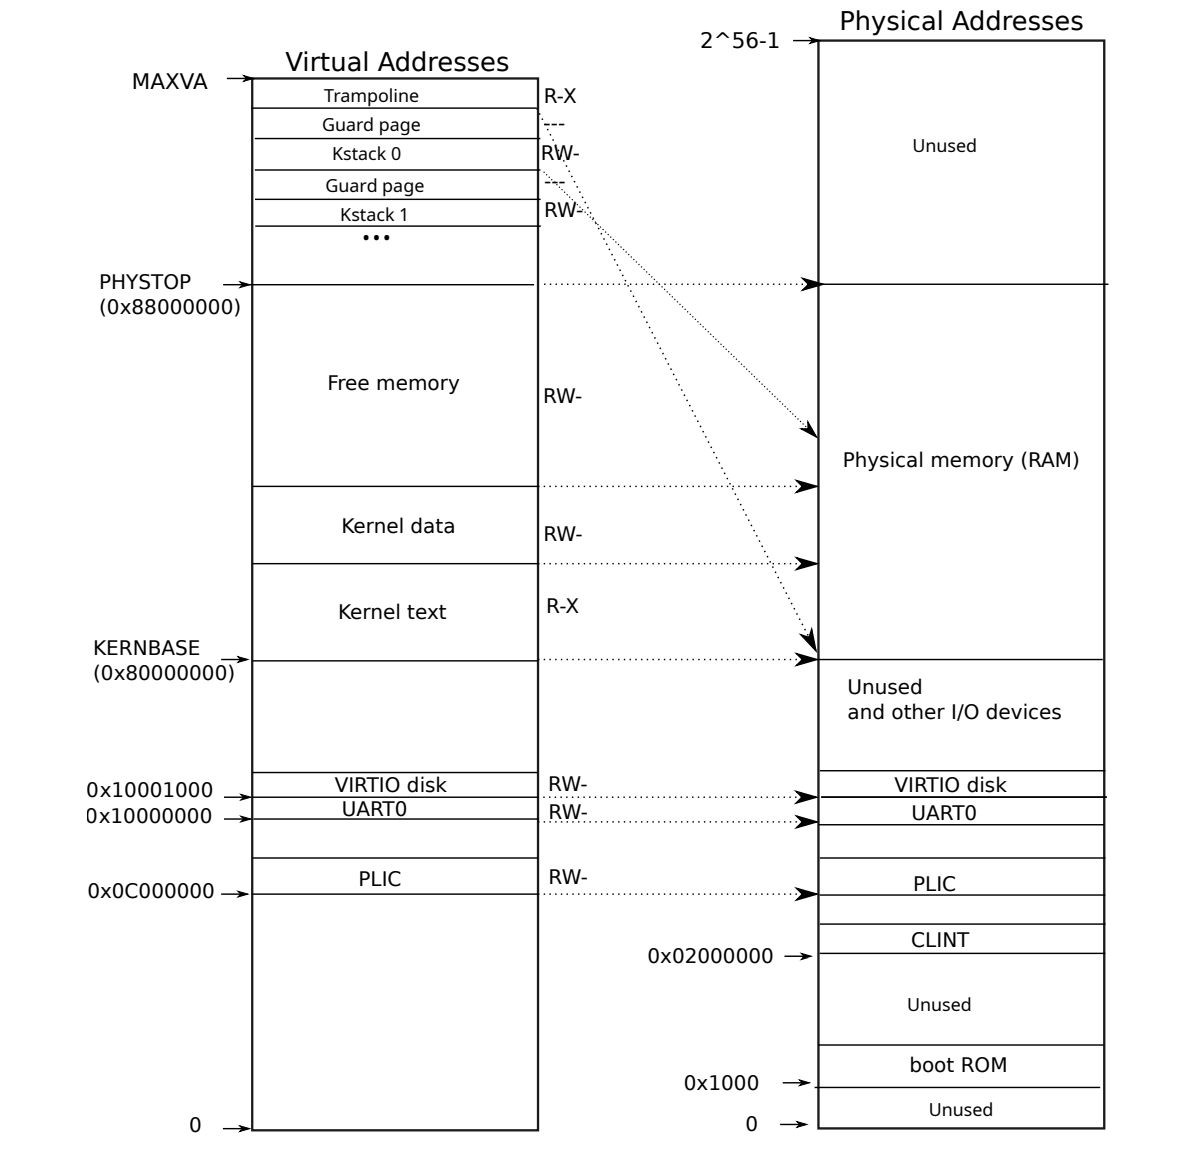 Physical Addresses
2^56-1
Virtual Addresses
MAXVA
Trampoline
R-X
Guard page
---
Unused
Kstack 0
RW-
Guard page
---
Kstack 1
RW-
...
PHYSTOP
(0x88000000)
Free memory
RW-
Physical memory (RAM)
Kernel data
RW-
Kernel text
R-X
KERNBASE
(0x80000000)
Unused
and other I/O devices
0x10001000
VIRTIO disk
RW-
VIRTIO disk
0x10000000
UART0
RW-
UART0
0x0C000000
PLIC
RW-
PLIC
CLINT
0x02000000
Unused
boot ROM
0x1000
Unused
0
0